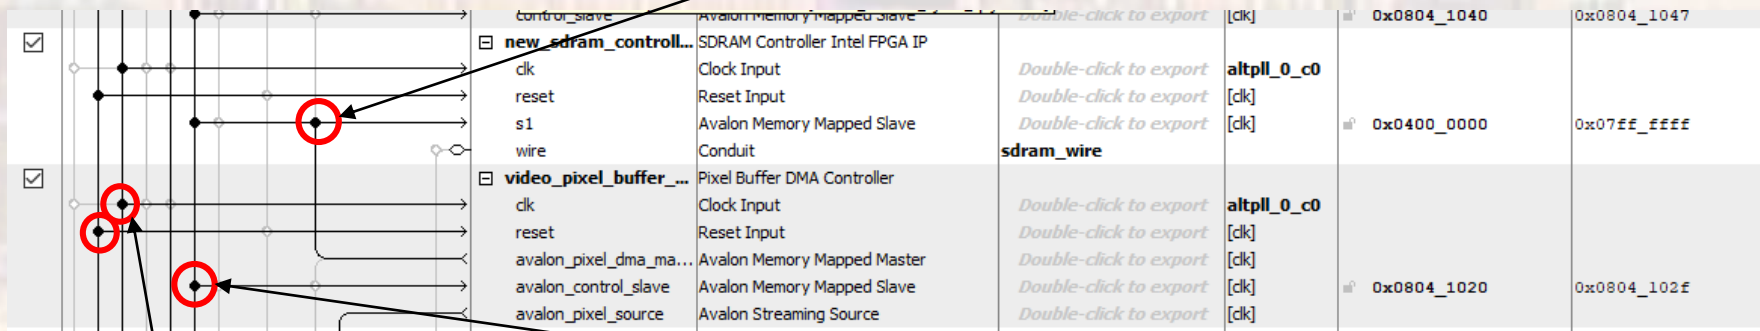 control_slave Avalon Memory Mapped Slave Double-click to export [clk] 0x0804_1040 0x0804_1047
new_sdram_controll... SDRAM Controller Intel FPGA IP
clk Clock Input Double-click to export altpll_0_c0
reset Reset Input Double-click to export [clk]
s1 Avalon Memory Mapped Slave Double-click to export [clk] 0x0400_0000 0x07ff_ffff
wire Conduit sdram_wire
video_pixel_buffer_... Pixel Buffer DMA Controller
clk Clock Input Double-click to export altpll_0_c0
reset Reset Input Double-click to export [clk]
avalon_pixel_dma_ma... Avalon Memory Mapped Master Double-click to export [clk]
avalon_control_slave Avalon Memory Mapped Slave Double-click to export [clk] 0x0804_1020 0x0804_102f
avalon_pixel_source Avalon Streaming Source Double-click to export [clk]